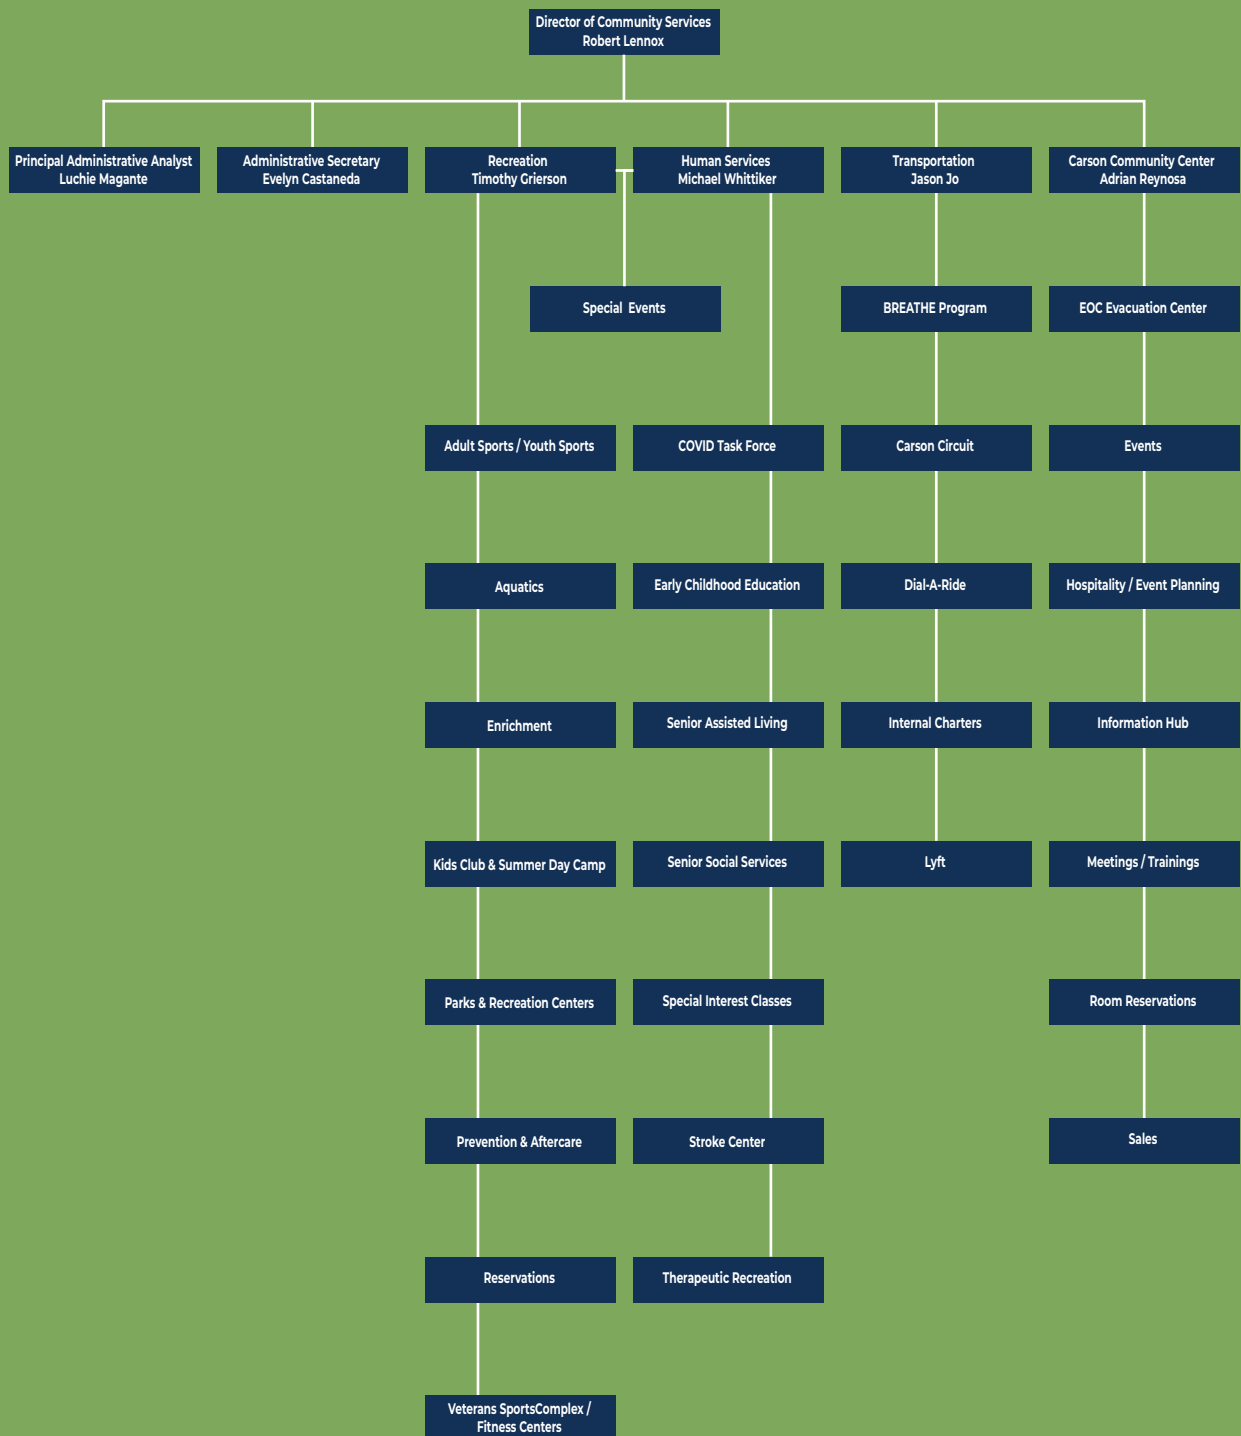 Director of Community Services
Robert Lennox
Principal Administrative Analyst
Luchie Magante
Administrative Secretary
Evelyn Castaneda
Recreation
Timothy Grierson
Human Services
Michael Whittiker
Transportation
Jason Jo
Carson Community Center
Adrian Reynosa
Special Events
BREATHE Program
EOC Evacuation Center
Adult Sports / Youth Sports
COVID Task Force
Carson Circuit
Events
Aquatics
Early Childhood Education
Dial-A-Ride
Hospitality / Event Planning
Enrichment
Senior Assisted Living
Internal Charters
Information Hub
Kids Club & Summer Day Camp
Senior Social Services
Lyft
Meetings / Trainings
Parks & Recreation Centers
Special Interest Classes
Room Reservations
Prevention & Aftercare
Stroke Center
Sales
Reservations
Therapeutic Recreation
Veterans SportsComplex /
Fitness Centers